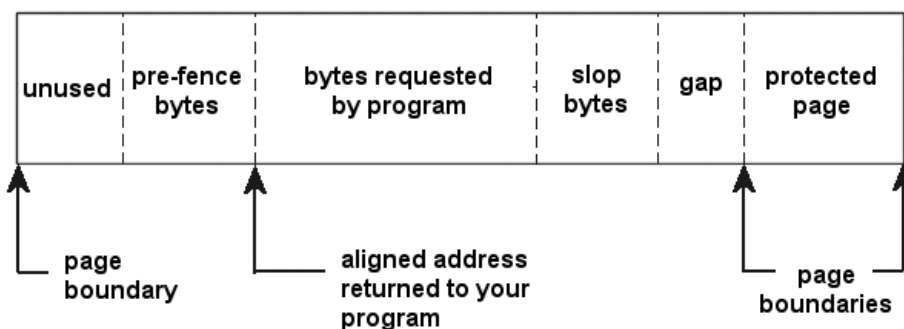 unused
pre-fence
bytes
bytes requested
by program
slop
bytes
gap
protected
page
page
boundary
aligned address
returned to your
program
page
boundaries